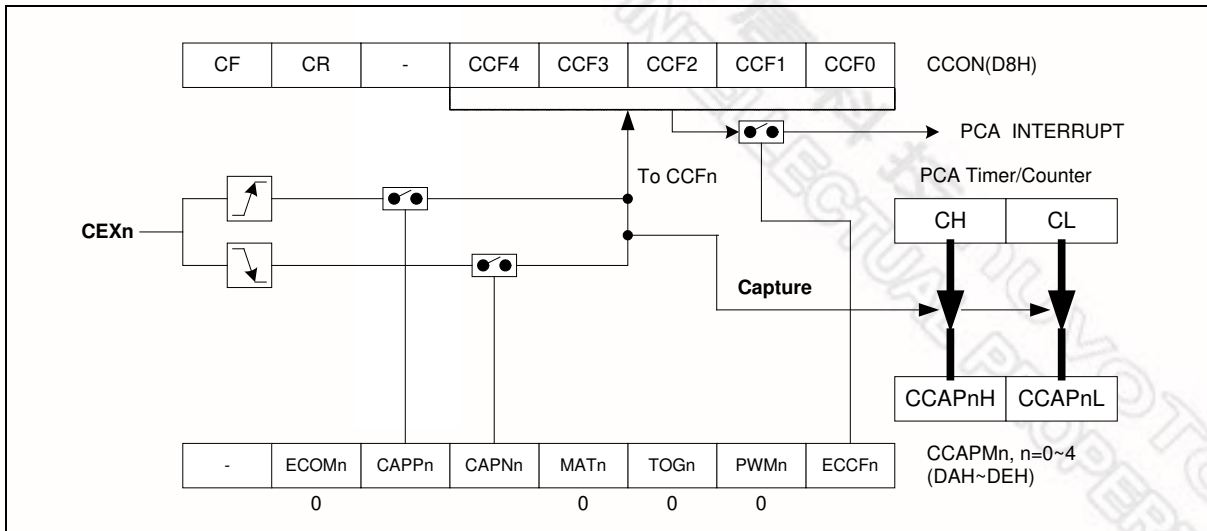 CF CR - CCF4 CCF3 CCF2 CCF1 CCF0 CCON(D8H)
PCA INTERRUPT
To CCFn
PCA Timer/Counter
CEXn
CH CL
Capture
CCAPnH CCAPnL
- ECOMn CAPPn CAPNn MATn TOGn PWMn ECCFn
CCAPMn, n=0~4
(DAH~DEH)
0 0 0 0